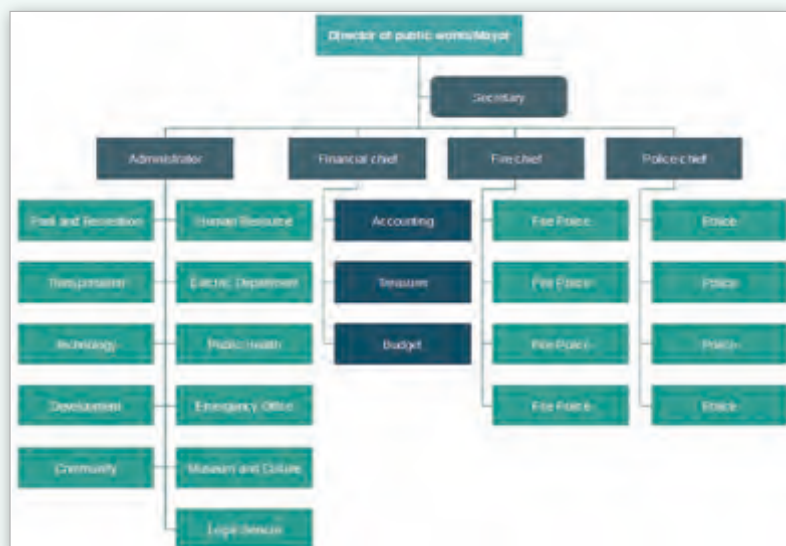 Director of public works/Mayor
Secretary
Administrator
Financial chief
Fire chief
Police chief
Park and Recreation
Human Resource
Accounting
Fire Police
Police
Transportation
Electric Department
Treasure
Fire Police
Police
Technology
Public Health
Budget
Fire Police
Police
Development
Emergency Office
Fire Police
Police
Community
Museum and Culture